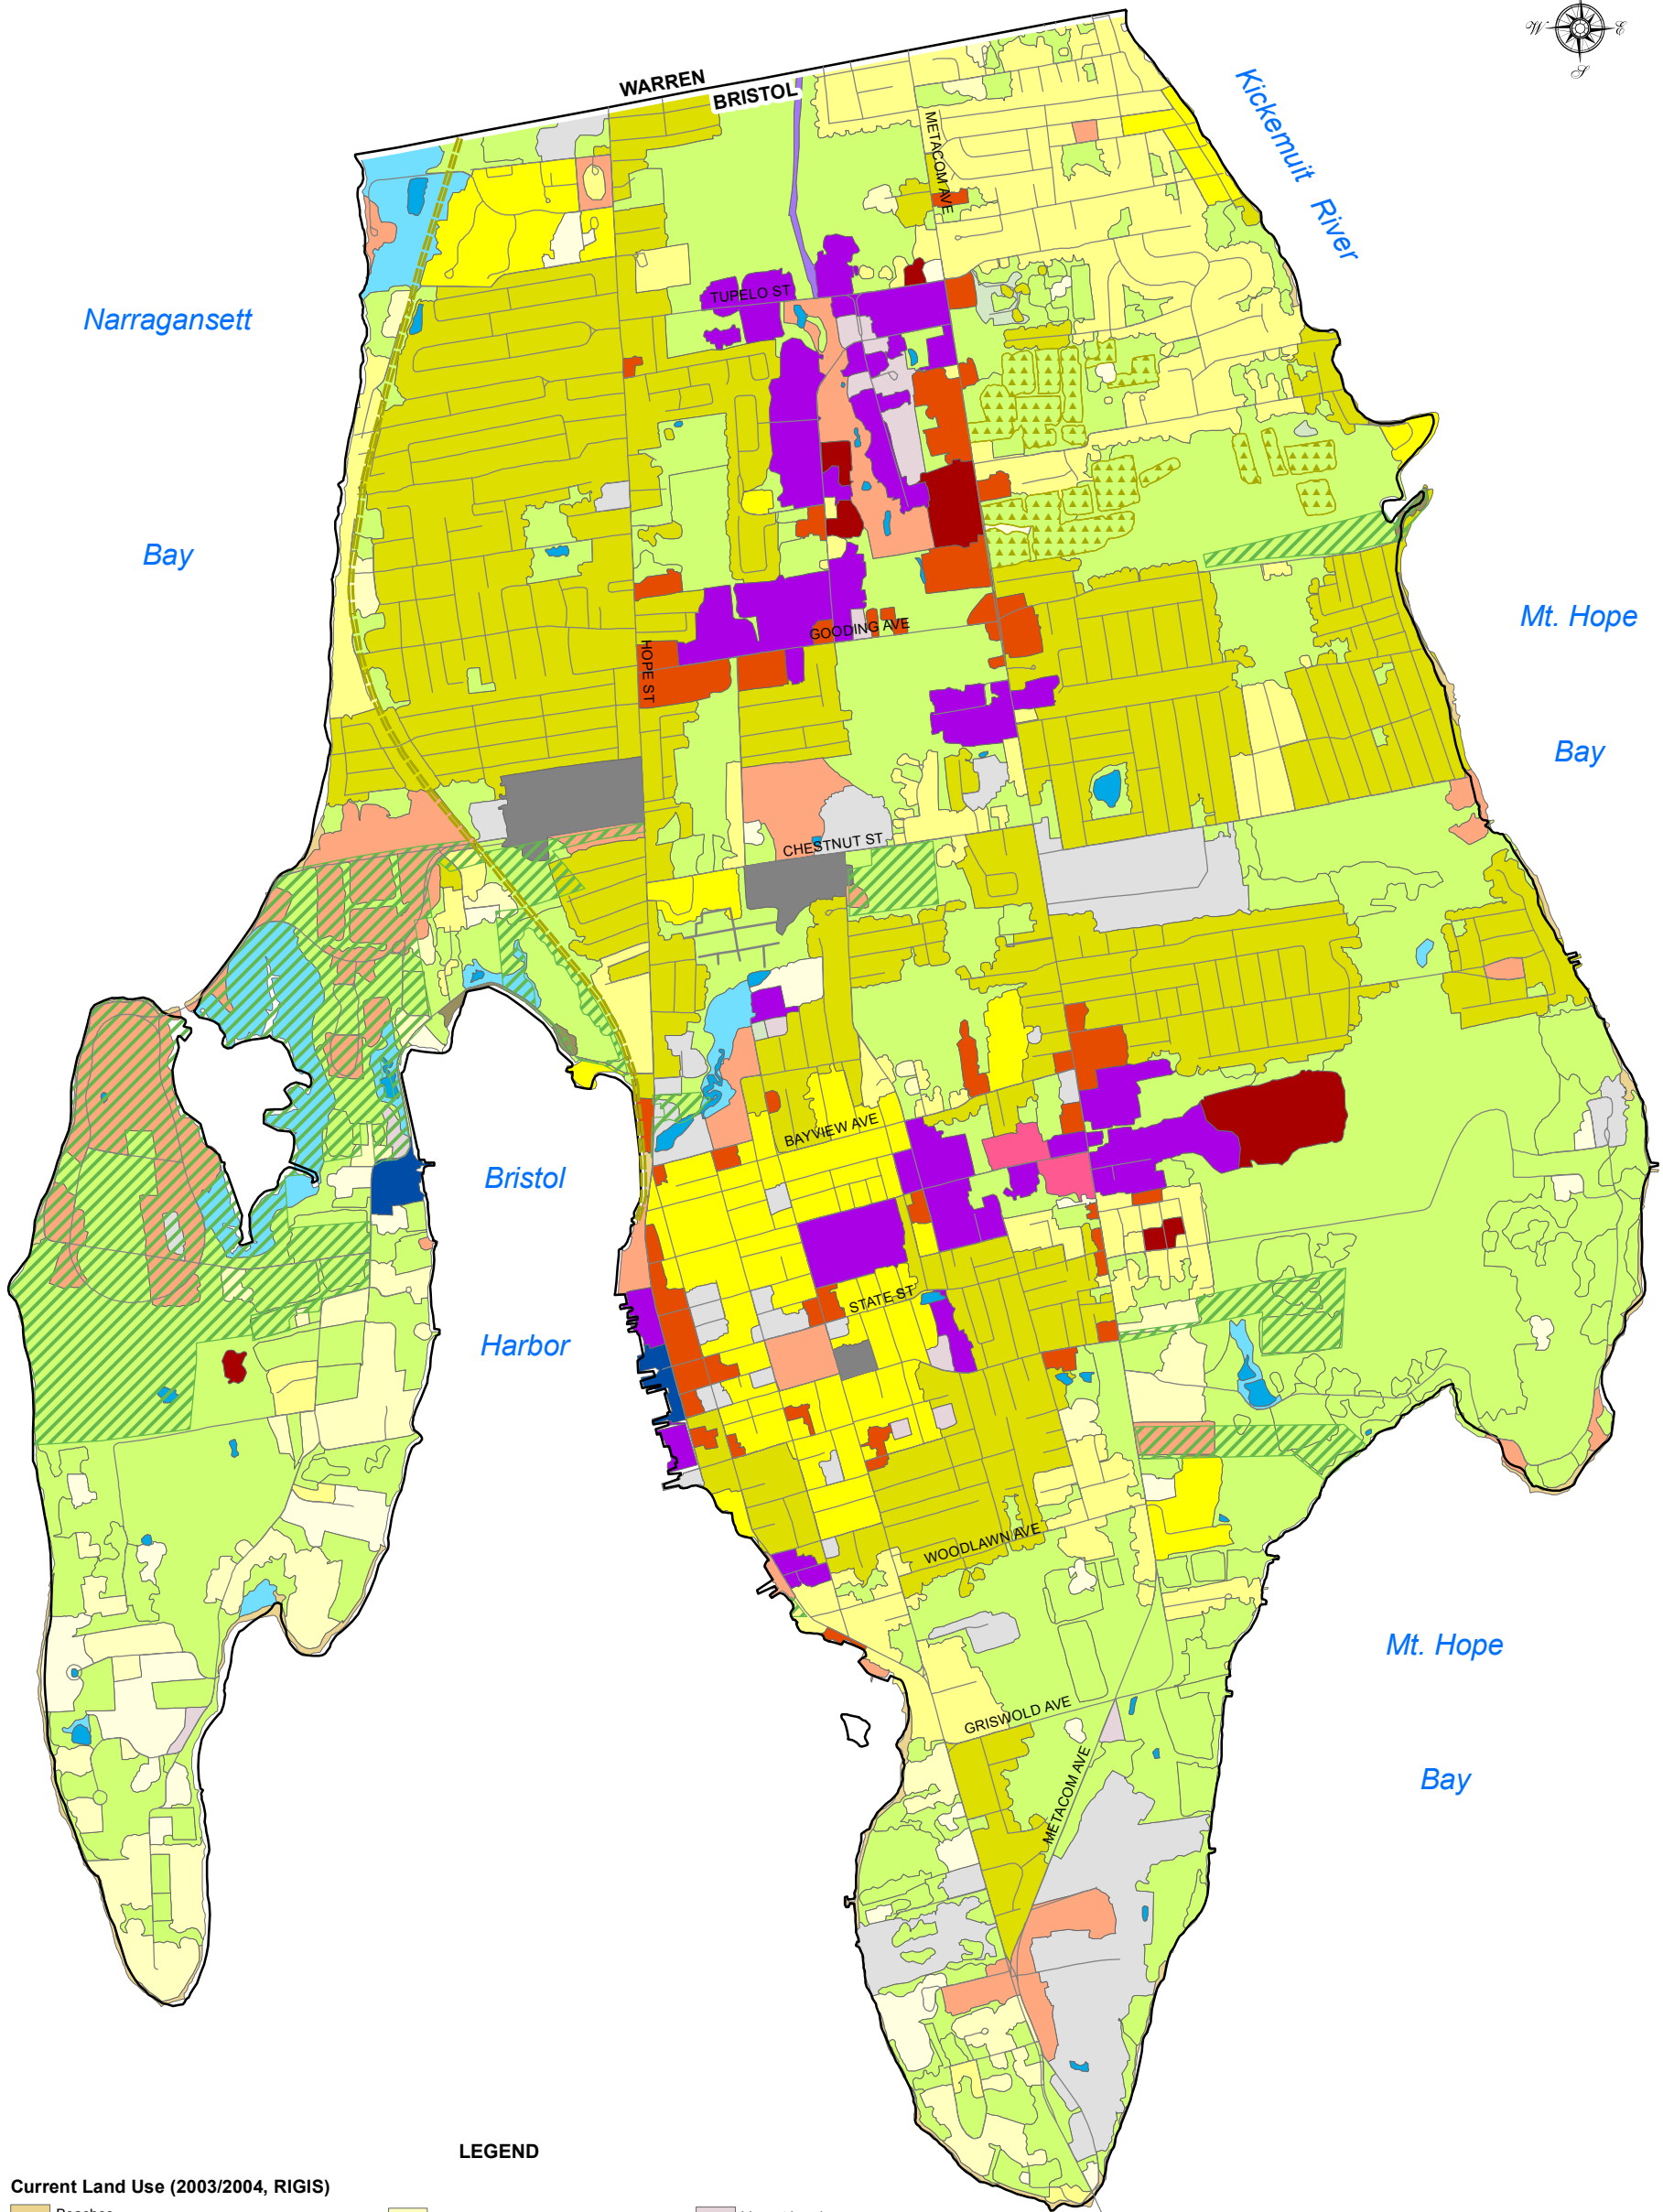 W E
S
WARREN
BRISTOL
Kickemuit River
METACOM AVE
Narragansett
TUPELO ST
Bay
Mt. Hope
GOODING AVE
HOPE ST
Bay
CHESTNUT ST
BAYVIEW AVE
Bristol
STATE ST
Harbor
WOODLAWN AVE
Mt. Hope
GRISWOLD AVE
METACOM AVE
Bay
LEGEND
Current Land Use (2003/2004, RIGIS)